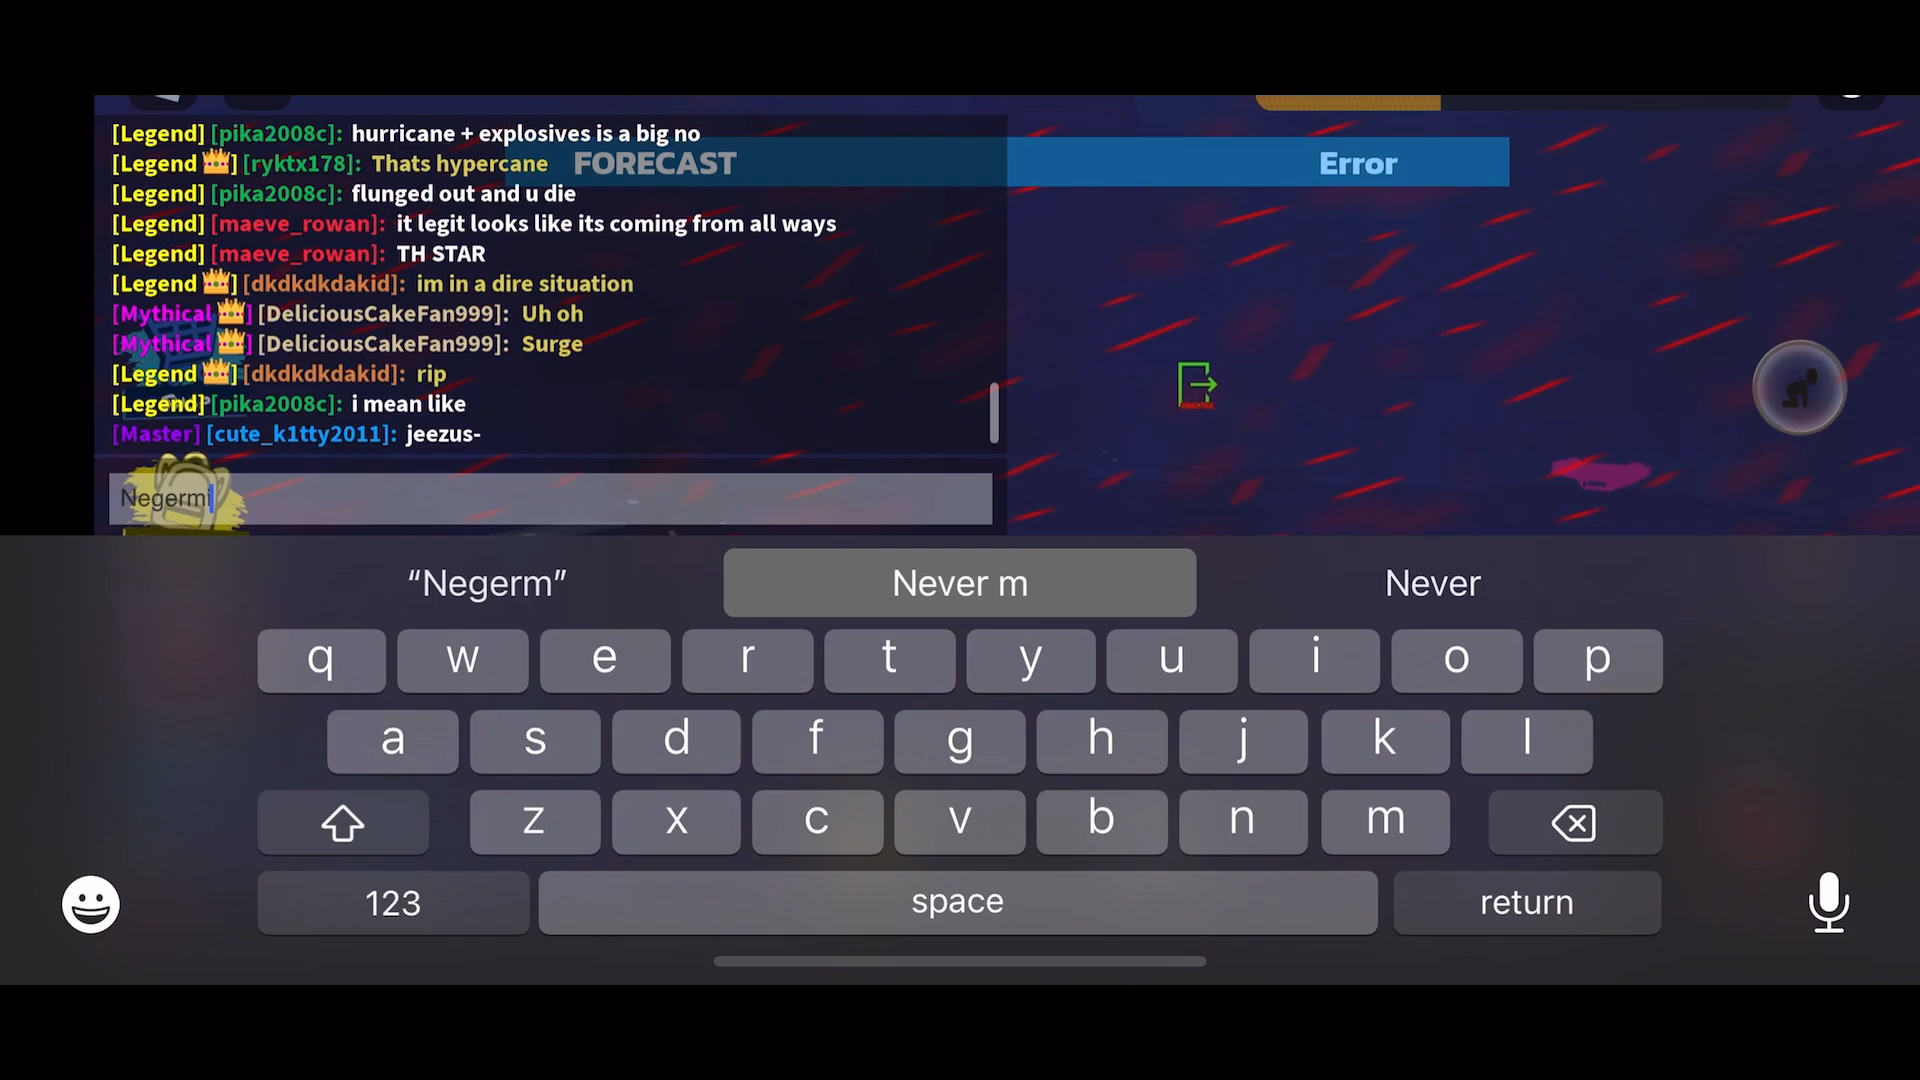 [Legend] [pika2008c]: hurricane + explosives is a big no
[Legend 👑] [ryktx178]: Thats hypercane
FORECAST
Error
[Legend] [pika2008c]: flunged out and u die
[Legend] [maeve_rowan]: it legit looks like its coming from all ways
[Legend] [maeve_rowan]: TH STAR
[Legend 👑] [dkdkdkdakid]: im in a dire situation
[Mythical 👑] [DeliciousCakeFan999]: Uh oh
[Mythical 👑] [DeliciousCakeFan999]: Surge
[Legend 👑] [dkdkdkdakid]: rip
[Legend] [pika2008c]: i mean like
[Master] [cute_k1tty2011]: jeezus-
Negermi
“Negerm”
Never m
Never
q w e r t y u i o p
a s d f g h j k l
z x c v b n m
123
space
return